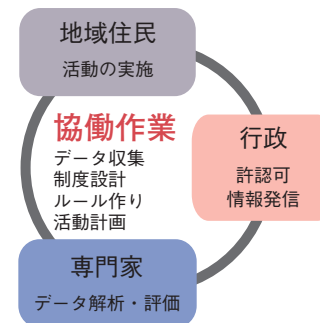 地域住民
活動の実施
協働作業
データ収集
制度設計
ルール作り
活動計画
行政
許認可
情報発信
専門家
データ解析・評価